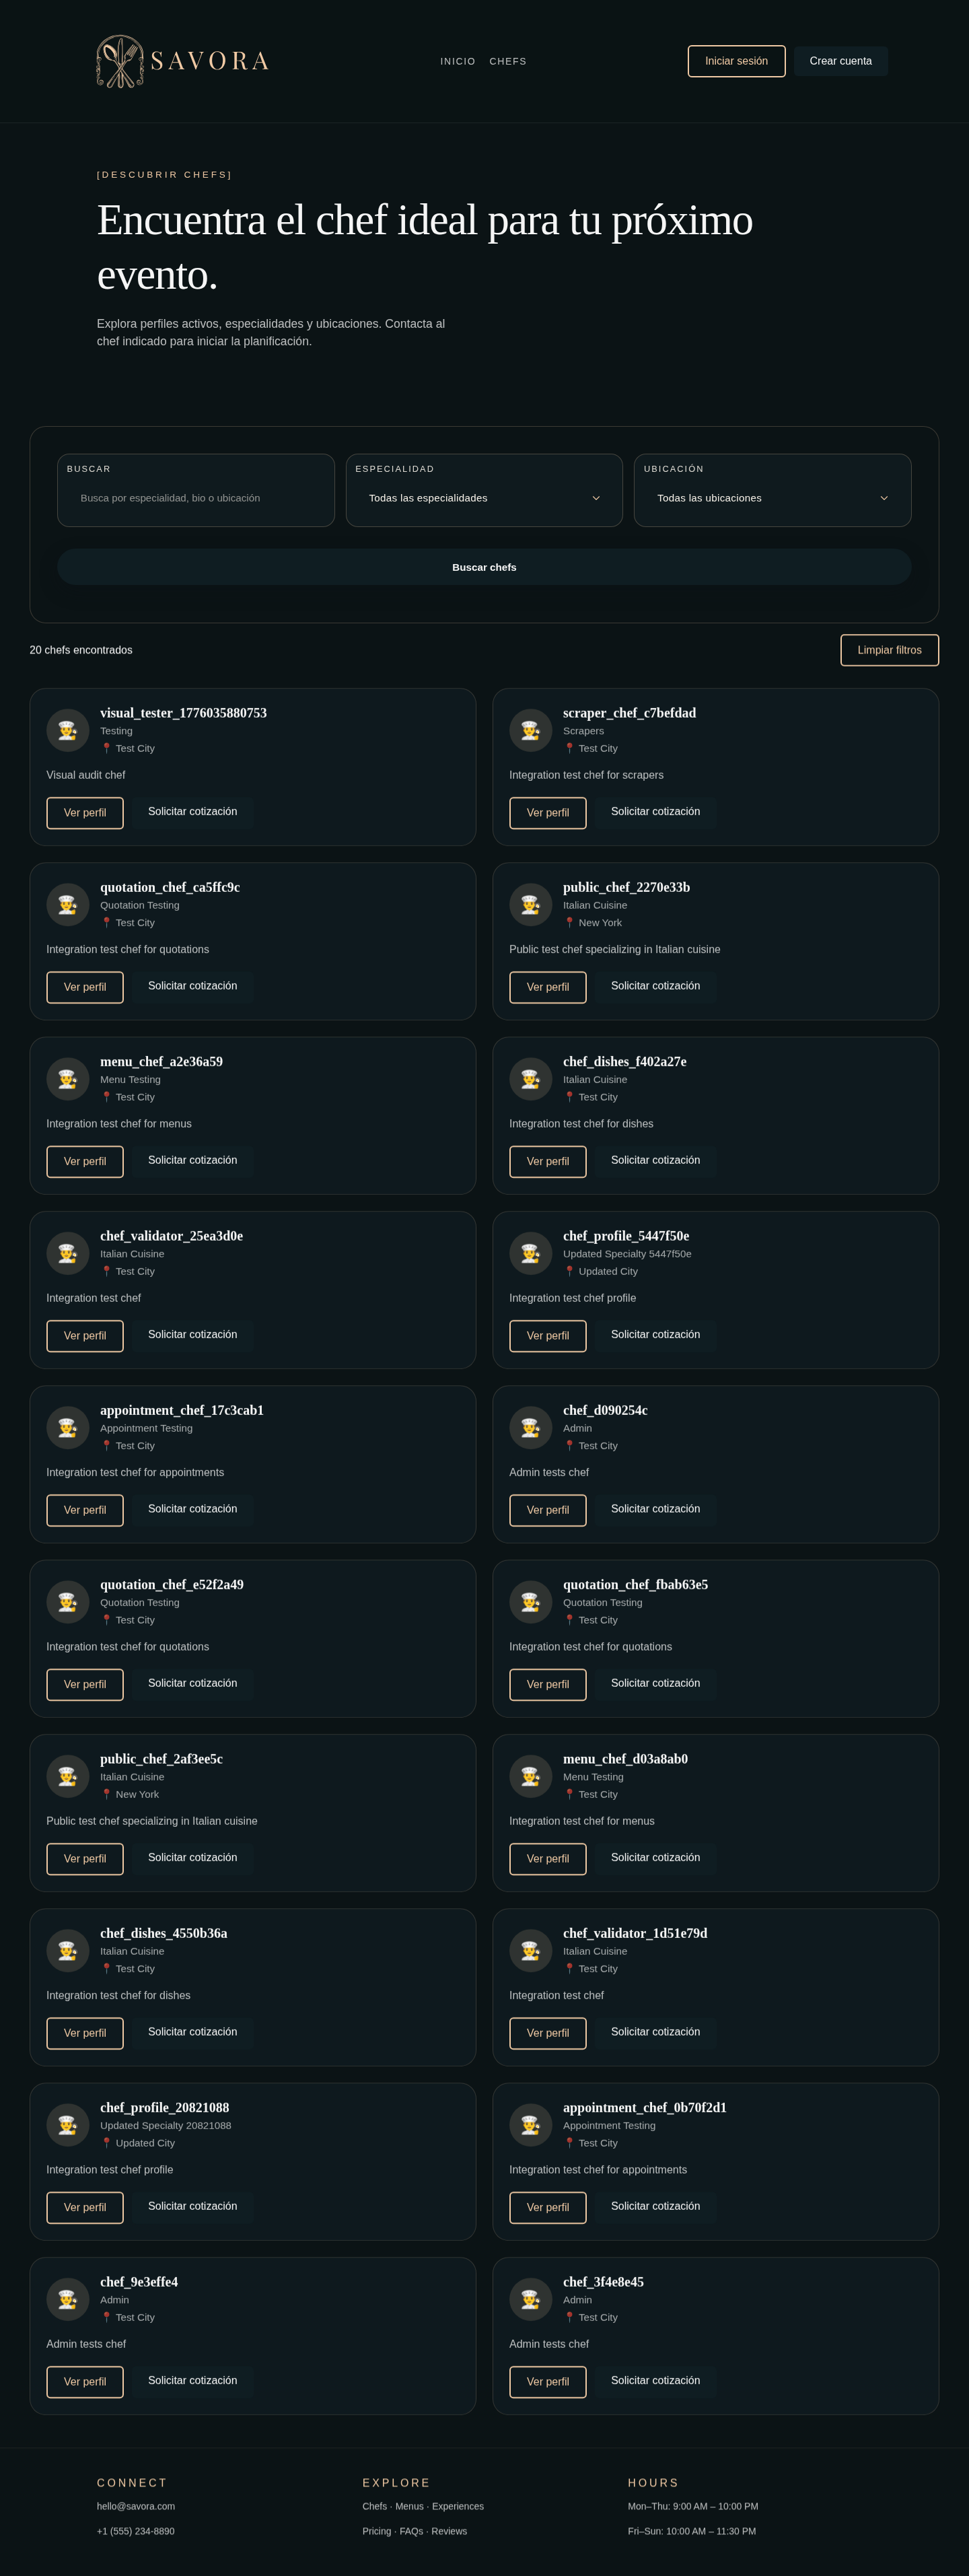 SAVORA
INICIO CHEFS
Iniciar sesión
Crear cuenta
[DESCUBRIR CHEFS]
Encuentra el chef ideal para tu próximo
evento.
Explora perfiles activos, especialidades y ubicaciones. Contacta al
chef indicado para iniciar la planificación.
BUSCAR
Busca por especialidad, bio o ubicación
ESPECIALIDAD
Todas las especialidades
UBICACIÓN
Todas las ubicaciones
Buscar chefs
20 chefs encontrados
Limpiar filtros
visual_tester_1776035880753
Testing
Test City
Visual audit chef
Ver perfil
Solicitar cotización
scraper_chef_c7befdad
Scrapers
Test City
Integration test chef for scrapers
Ver perfil
Solicitar cotización
quotation_chef_ca5ffc9c
Quotation Testing
Test City
Integration test chef for quotations
Ver perfil
Solicitar cotización
public_chef_2270e33b
Italian Cuisine
New York
Public test chef specializing in Italian cuisine
Ver perfil
Solicitar cotización
menu_chef_a2e36a59
Menu Testing
Test City
Integration test chef for menus
Ver perfil
Solicitar cotización
chef_dishes_f402a27e
Italian Cuisine
Test City
Integration test chef for dishes
Ver perfil
Solicitar cotización
chef_validator_25ea3d0e
Italian Cuisine
Test City
Integration test chef
Ver perfil
Solicitar cotización
chef_profile_5447f50e
Updated Specialty 5447f50e
Updated City
Integration test chef profile
Ver perfil
Solicitar cotización
appointment_chef_17c3cab1
Appointment Testing
Test City
Integration test chef for appointments
Ver perfil
Solicitar cotización
chef_d090254c
Admin
Test City
Admin tests chef
Ver perfil
Solicitar cotización
quotation_chef_e52f2a49
Quotation Testing
Test City
Integration test chef for quotations
Ver perfil
Solicitar cotización
quotation_chef_fbab63e5
Quotation Testing
Test City
Integration test chef for quotations
Ver perfil
Solicitar cotización
public_chef_2af3ee5c
Italian Cuisine
New York
Public test chef specializing in Italian cuisine
Ver perfil
Solicitar cotización
menu_chef_d03a8ab0
Menu Testing
Test City
Integration test chef for menus
Ver perfil
Solicitar cotización
chef_dishes_4550b36a
Italian Cuisine
Test City
Integration test chef for dishes
Ver perfil
Solicitar cotización
chef_validator_1d51e79d
Italian Cuisine
Test City
Integration test chef
Ver perfil
Solicitar cotización
chef_profile_20821088
Updated Specialty 20821088
Updated City
Integration test chef profile
Ver perfil
Solicitar cotización
appointment_chef_0b70f2d1
Appointment Testing
Test City
Integration test chef for appointments
Ver perfil
Solicitar cotización
chef_9e3effe4
Admin
Test City
Admin tests chef
Ver perfil
Solicitar cotización
chef_3f4e8e45
Admin
Test City
Admin tests chef
Ver perfil
Solicitar cotización
CONNECT
hello@savora.com
+1 (555) 234-8890
EXPLORE
Chefs · Menus · Experiences
Pricing · FAQs · Reviews
HOURS
Mon–Thu: 9:00 AM – 10:00 PM
Fri–Sun: 10:00 AM – 11:30 PM